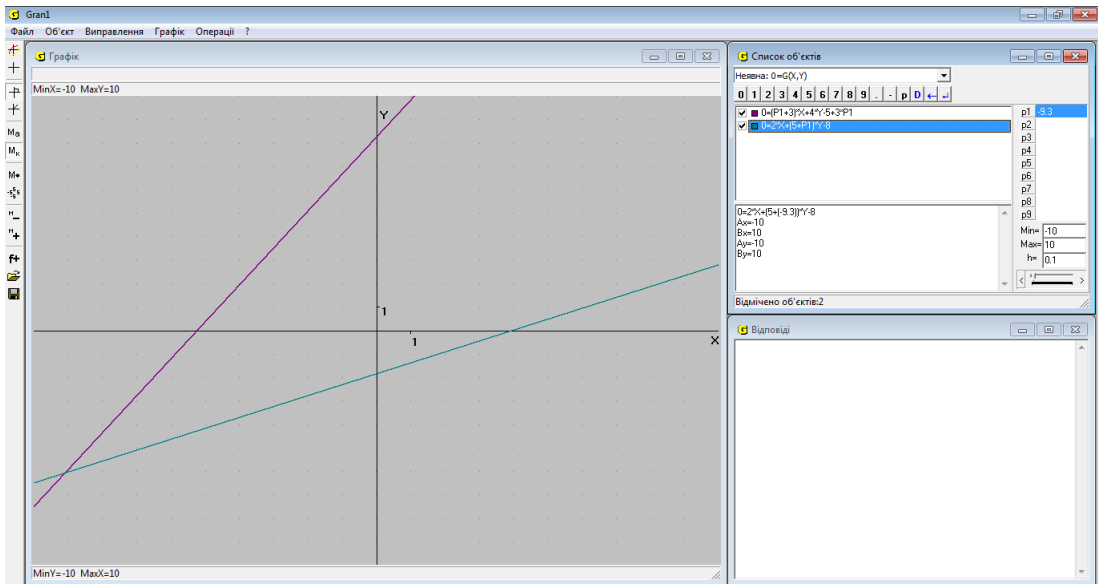 Gran1
Файл Об'єкт Виправлення Графік Операції ?
Графік
MinX=-10 MaxY=10
Y
1
1
X
MinY=-10 MaxX=10
Ma
Mк
M
M
f+
Список об'єктів
Неявна: 0=G(X,Y)
0 1 2 3 4 5 6 7 8 9 . - p D ← ↲
0=(P1+3)*X+4*Y-5+3*P1
0=2*X+(5+P1)*Y-8
p1 -9.3
p2
p3
p4
p5
p6
p7
p8
p9
0=2*X+(5+(-9.3))*Y-8
Ax=-10
Bx=10
Ay=-10
By=10
Min= -10
Max= 10
h= 0.1
Відмічено об'єктів:2
Відповіді